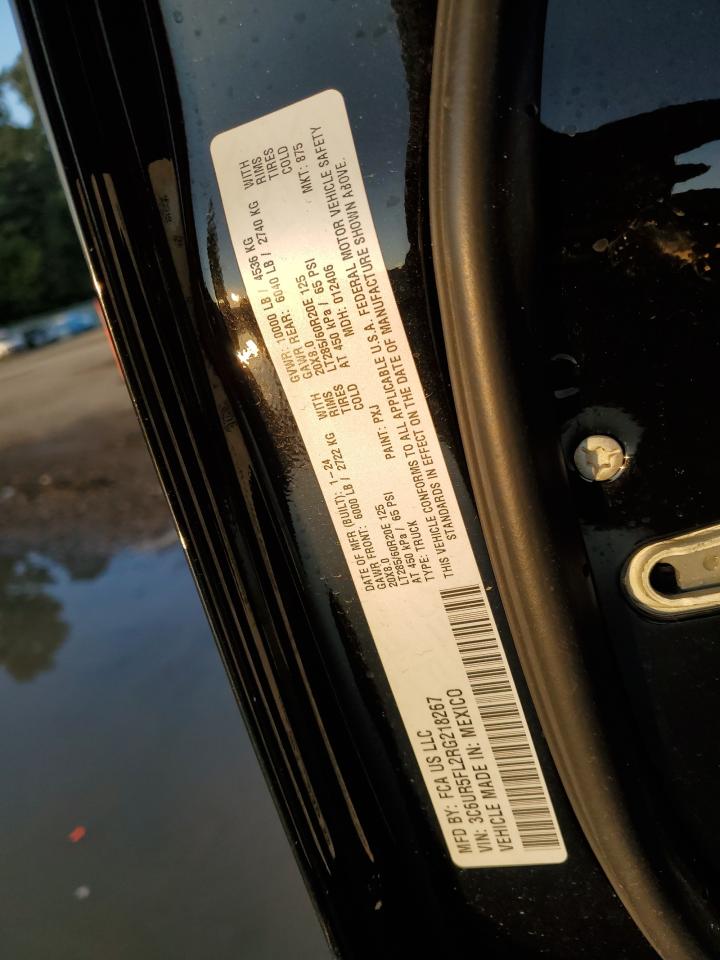 MFD BY: FCA US LLC
VIN: 3C6UR5FL2RG218267
VEHICLE MADE IN: MEXICO
DATE OF MFR (BUILT): 1-24
GAWR FRONT: 6000 LB / 2722 KG WITH
20X8.0 RIMS
LT285/60R20E 125 TIRES
AT 450 kPa / 65 PSI COLD
TYPE: TRUCK PAINT: PXJ
GVWR: 10000 LB / 4536 KG
GAWR REAR: 6040 LB / 2740 KG WITH
20X8.0 RIMS
LT285/60R20E 125 TIRES
AT 450 kPa / 65 PSI COLD
MDH: 012406 MKT: 875
THIS VEHICLE CONFORMS TO ALL APPLICABLE U.S.A. FEDERAL MOTOR VEHICLE SAFETY
STANDARDS IN EFFECT ON THE DATE OF MANUFACTURE SHOWN ABOVE.